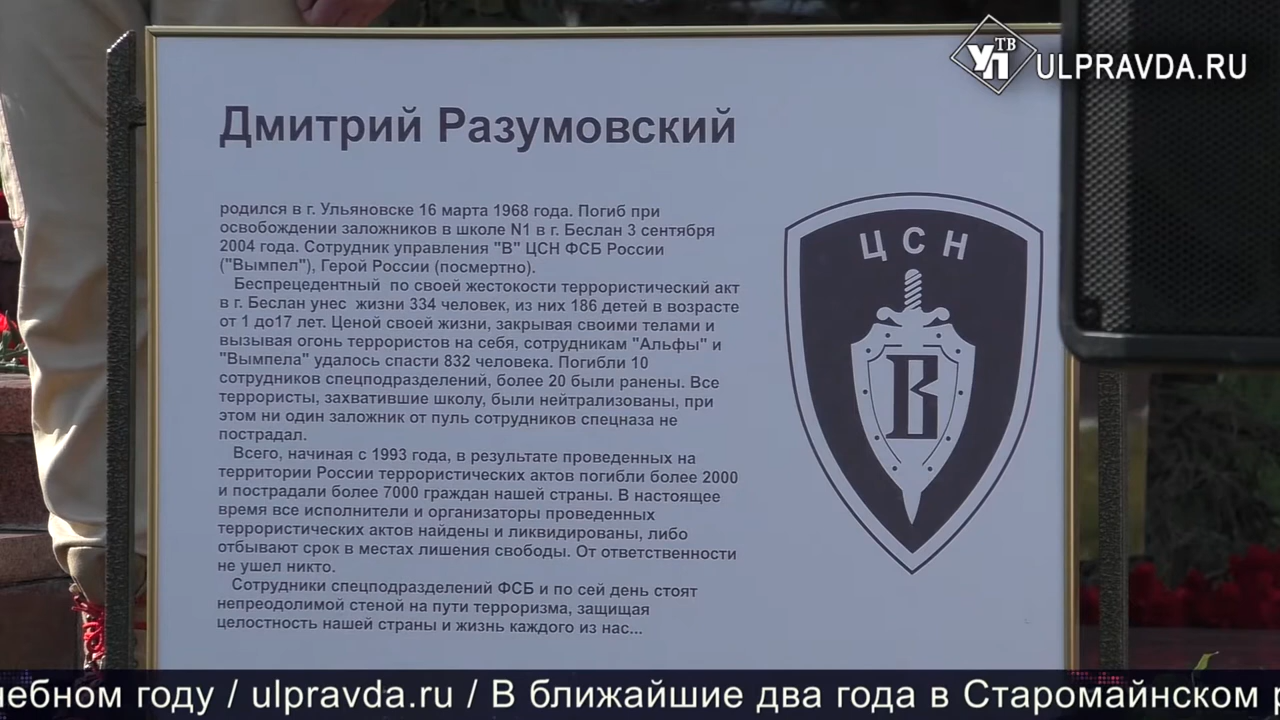 УП ТВ
ULPRAVDA.RU
Дмитрий Разумовский
родился в г. Ульяновске 16 марта 1968 года. Погиб при
освобождении заложников в школе N1 в г. Беслан 3 сентября
2004 года. Сотрудник управления "В" ЦСН ФСБ России
("Вымпел"), Герой России (посмертно).
Беспрецедентный по своей жестокости террористический акт
в г. Беслан унес жизни 334 человек, из них 186 детей в возрасте
от 1 до17 лет. Ценой своей жизни, закрывая своими телами и
вызывая огонь террористов на себя, сотрудникам "Альфы" и
"Вымпела" удалось спасти 832 человека. Погибли 10
сотрудников спецподразделений, более 20 были ранены. Все
террористы, захватившие школу, были нейтрализованы, при
этом ни один заложник от пуль сотрудников спецназа не
пострадал.
Всего, начиная с 1993 года, в результате проведенных на
территории России террористических актов погибли более 2000
и пострадали более 7000 граждан нашей страны. В настоящее
время все исполнители и организаторы проведенных
террористических актов найдены и ликвидированы, либо
отбывают срок в местах лишения свободы. От ответственности
не ушел никто.
Сотрудники спецподразделений ФСБ и по сей день стоят
непреодолимой стеной на пути терроризма, защищая
целостность нашей страны и жизнь каждого из нас...
ЦСН
В
чебном году / ulpravda.ru / В ближайшие два года в Старомайнском р